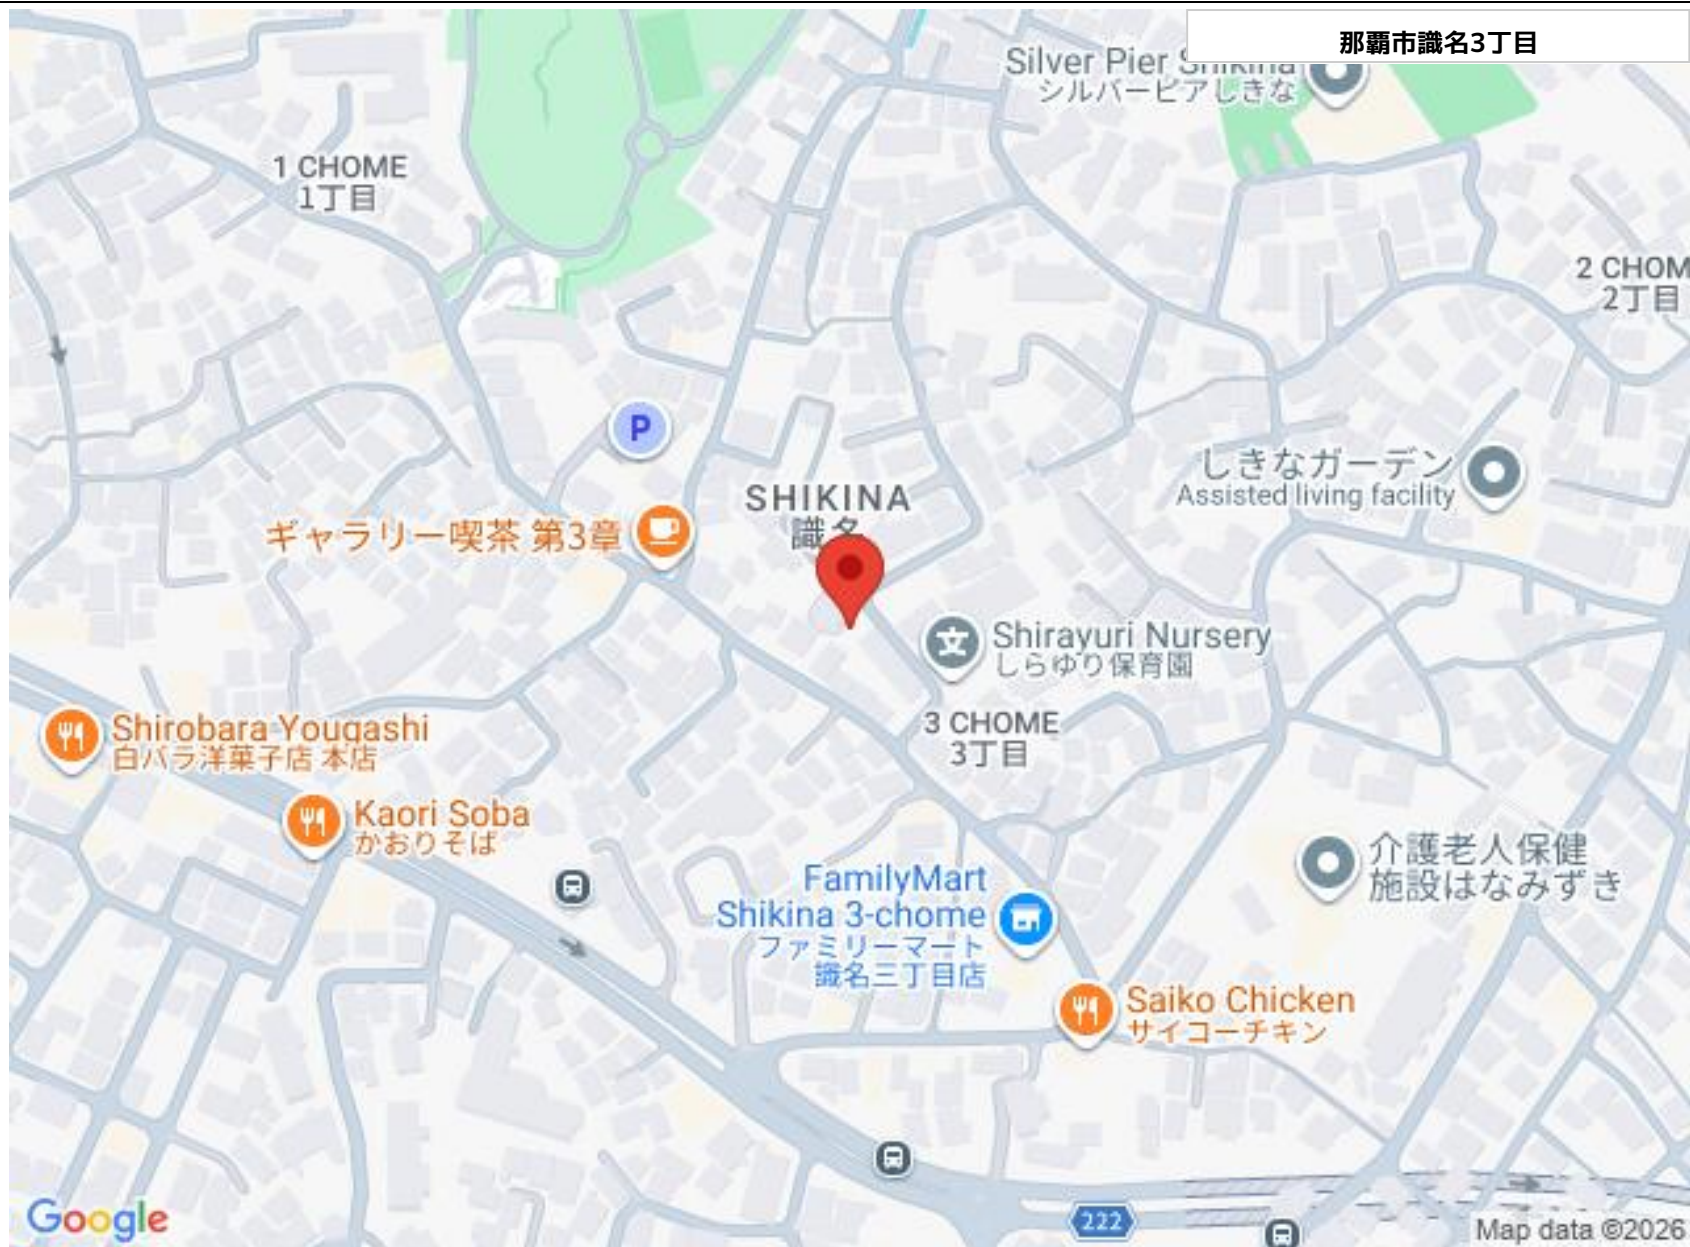 那覇市識名3丁目
Silver Pier Shikina
シルバーピアしきな
1 CHOME
1丁目
2 CHOM
2丁目
P
しきなガーデン
Assisted living facility
SHIKINA
識名
ギャラリー喫茶 第3章
Shirayuri Nursery
しらゆり保育園
3 CHOME
3丁目
Shirobara Yougashi
白バラ洋菓子店 本店
Kaori Soba
かおりそば
介護老人保健
施設はなみずき
FamilyMart
Shikina 3-chome
ファミリーマート
識名三丁目店
Saiko Chicken
サイコーチキン
222
Google
Map data ©2026